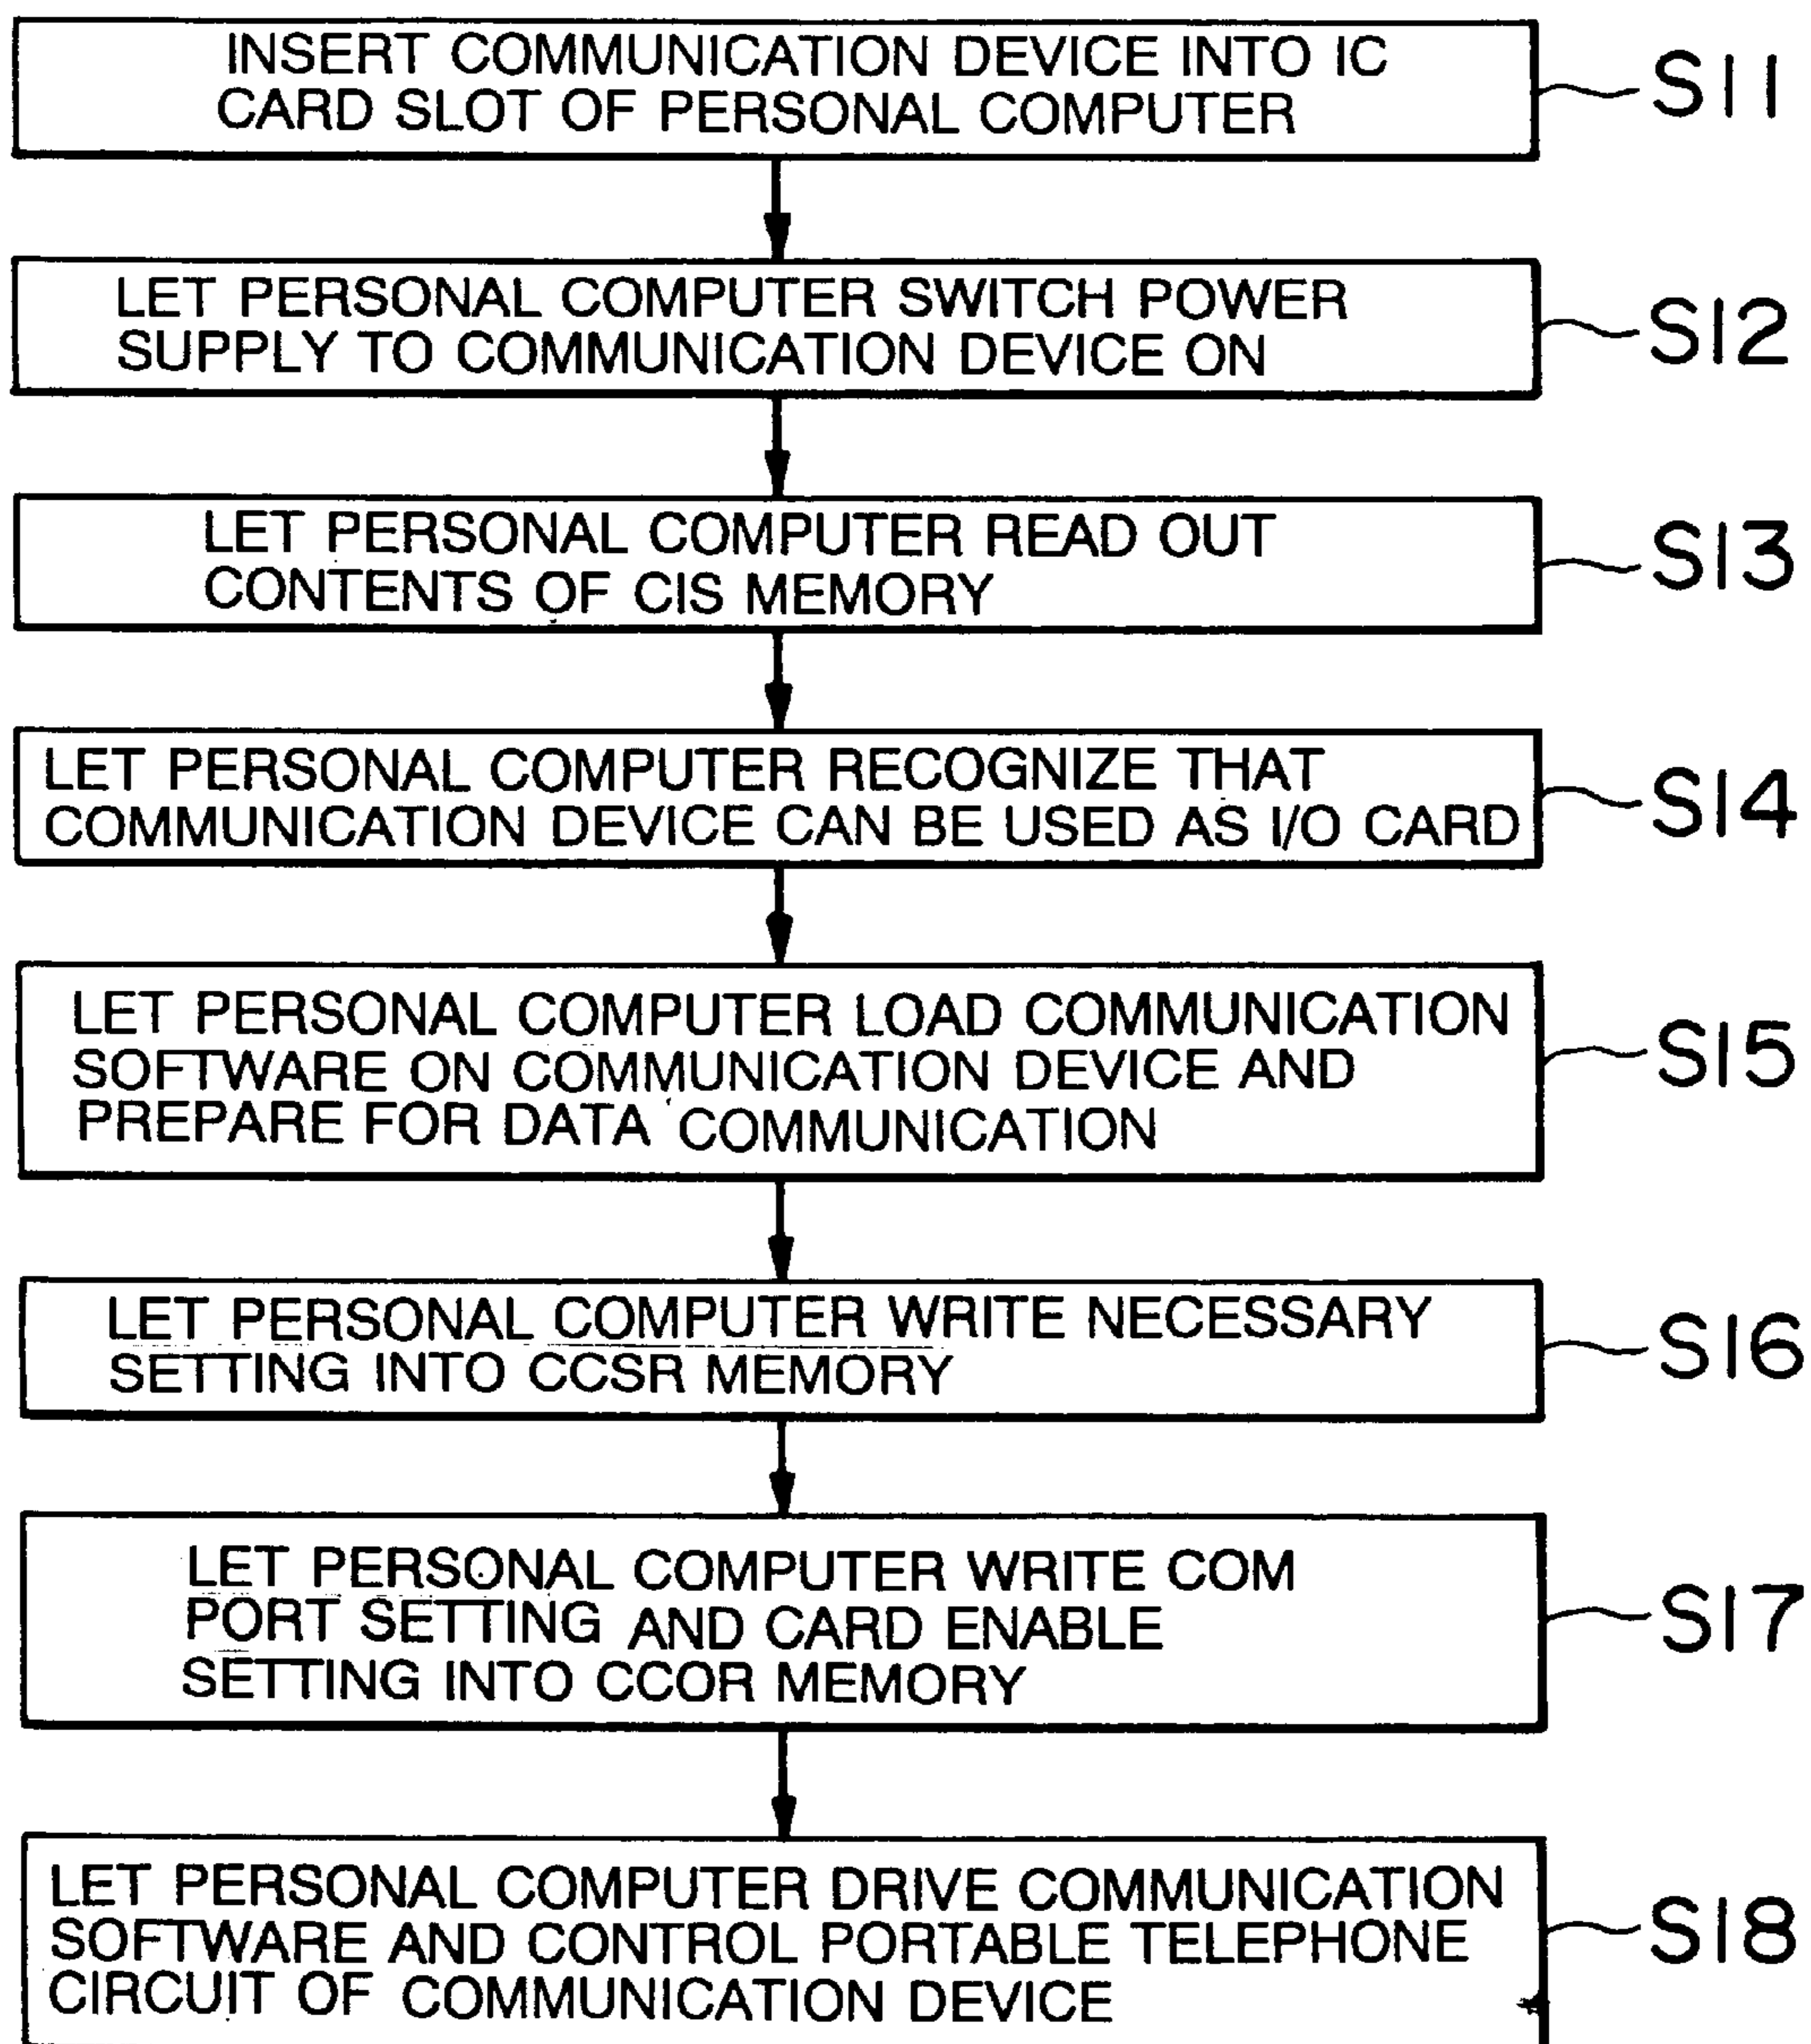 INSERT COMMUNICATION DEVICE INTO IC
CARD SLOT OF PERSONAL COMPUTER
S11
LET PERSONAL COMPUTER SWITCH POWER
SUPPLY TO COMMUNICATION DEVICE ON
S12
LET PERSONAL COMPUTER READ OUT
CONTENTS OF CIS MEMORY
S13
LET PERSONAL COMPUTER RECOGNIZE THAT
COMMUNICATION DEVICE CAN BE USED AS I/O CARD
S14
LET PERSONAL COMPUTER LOAD COMMUNICATION
SOFTWARE ON COMMUNICATION DEVICE AND
PREPARE FOR DATA COMMUNICATION
S15
LET PERSONAL COMPUTER WRITE NECESSARY
SETTING INTO CCSR MEMORY
S16
LET PERSONAL COMPUTER WRITE COM
PORT SETTING AND CARD ENABLE
SETTING INTO CCOR MEMORY
S17
LET PERSONAL COMPUTER DRIVE COMMUNICATION
SOFTWARE AND CONTROL PORTABLE TELEPHONE
CIRCUIT OF COMMUNICATION DEVICE
S18